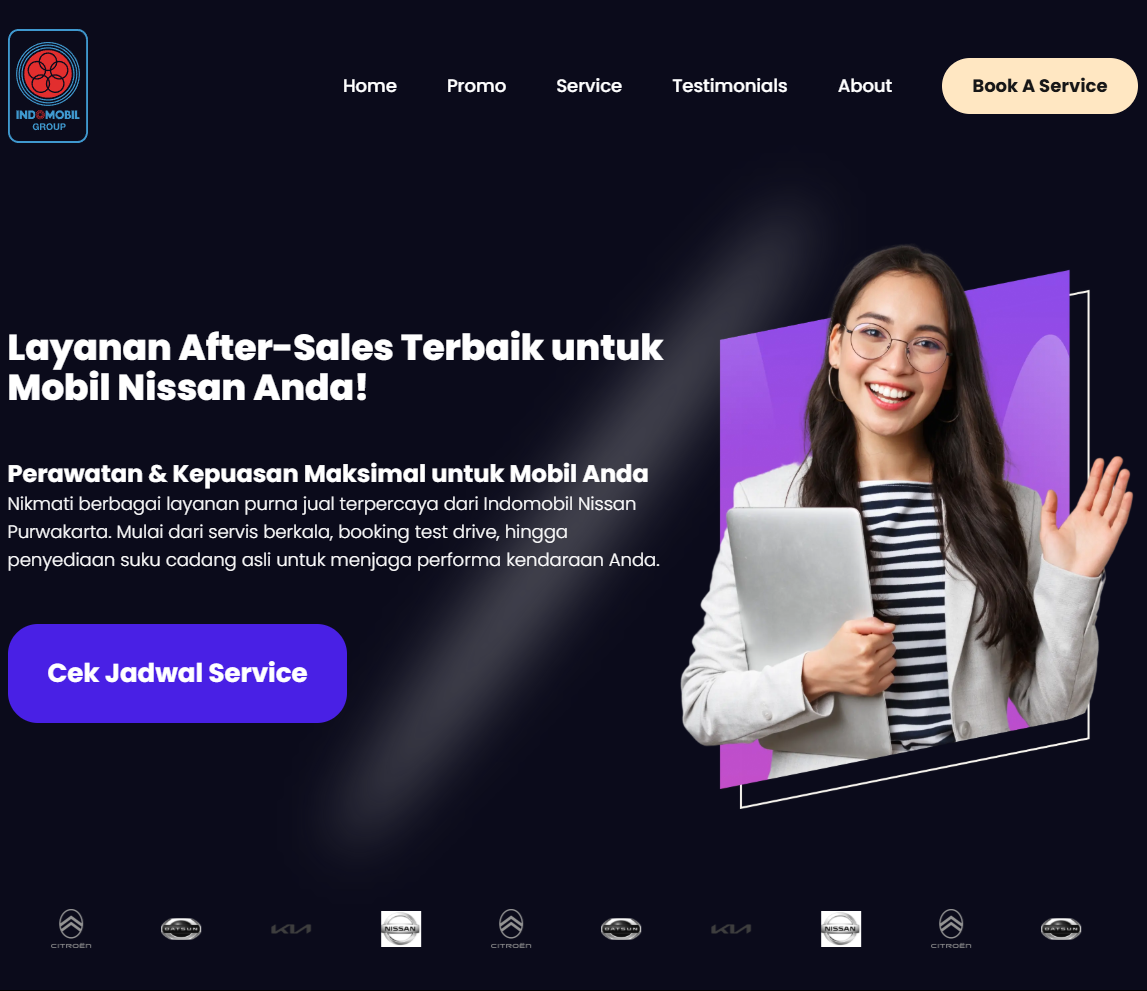 INDOMOBIL
GROUP
Home Promo Service Testimonials About Book A Service
Layanan After-Sales Terbaik untuk
Mobil Nissan Anda!
Perawatan & Kepuasan Maksimal untuk Mobil Anda
Nikmati berbagai layanan purna jual terpercaya dari Indomobil Nissan
Purwakarta. Mulai dari servis berkala, booking test drive, hingga
penyediaan suku cadang asli untuk menjaga performa kendaraan Anda.
Cek Jadwal Service
CITROËN DATSUN KIA NISSAN CITROËN DATSUN KIA NISSAN CITROËN DATSUN